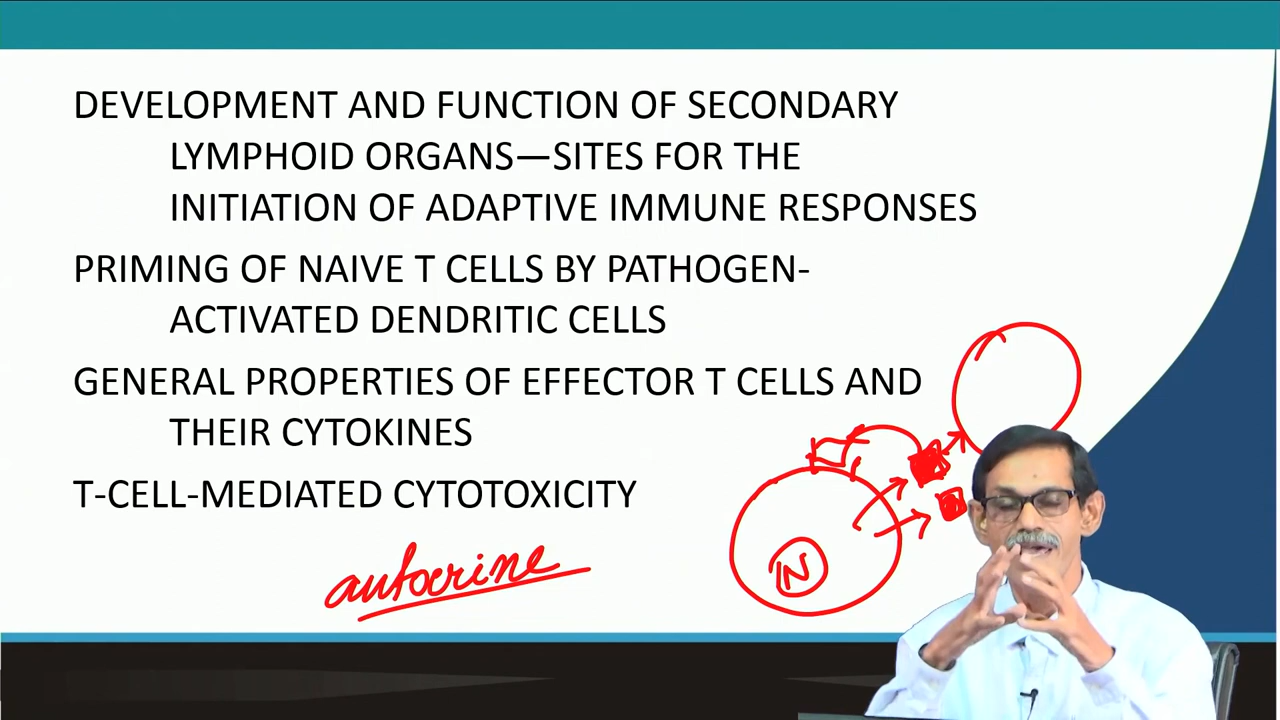 DEVELOPMENT AND FUNCTION OF SECONDARY
LYMPHOID ORGANS—SITES FOR THE
INITIATION OF ADAPTIVE IMMUNE RESPONSES
PRIMING OF NAIVE T CELLS BY PATHOGEN-
ACTIVATED DENDRITIC CELLS
GENERAL PROPERTIES OF EFFECTOR T CELLS AND
THEIR CYTOKINES
T-CELL-MEDIATED CYTOTOXICITY
autocrine
N